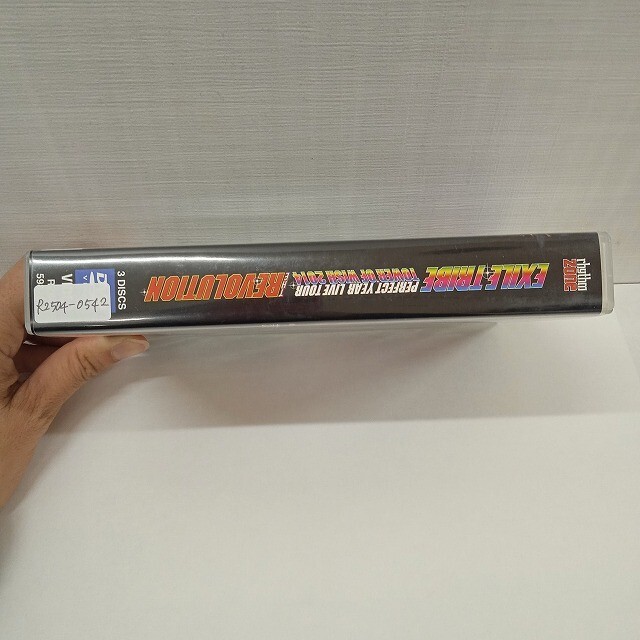 rhythm
zone
EXILE TRIBE
PERFECT YEAR LIVE TOUR
TOWER OF WISH 2014
REVOLUTION
3 DISCS
R2504-0542